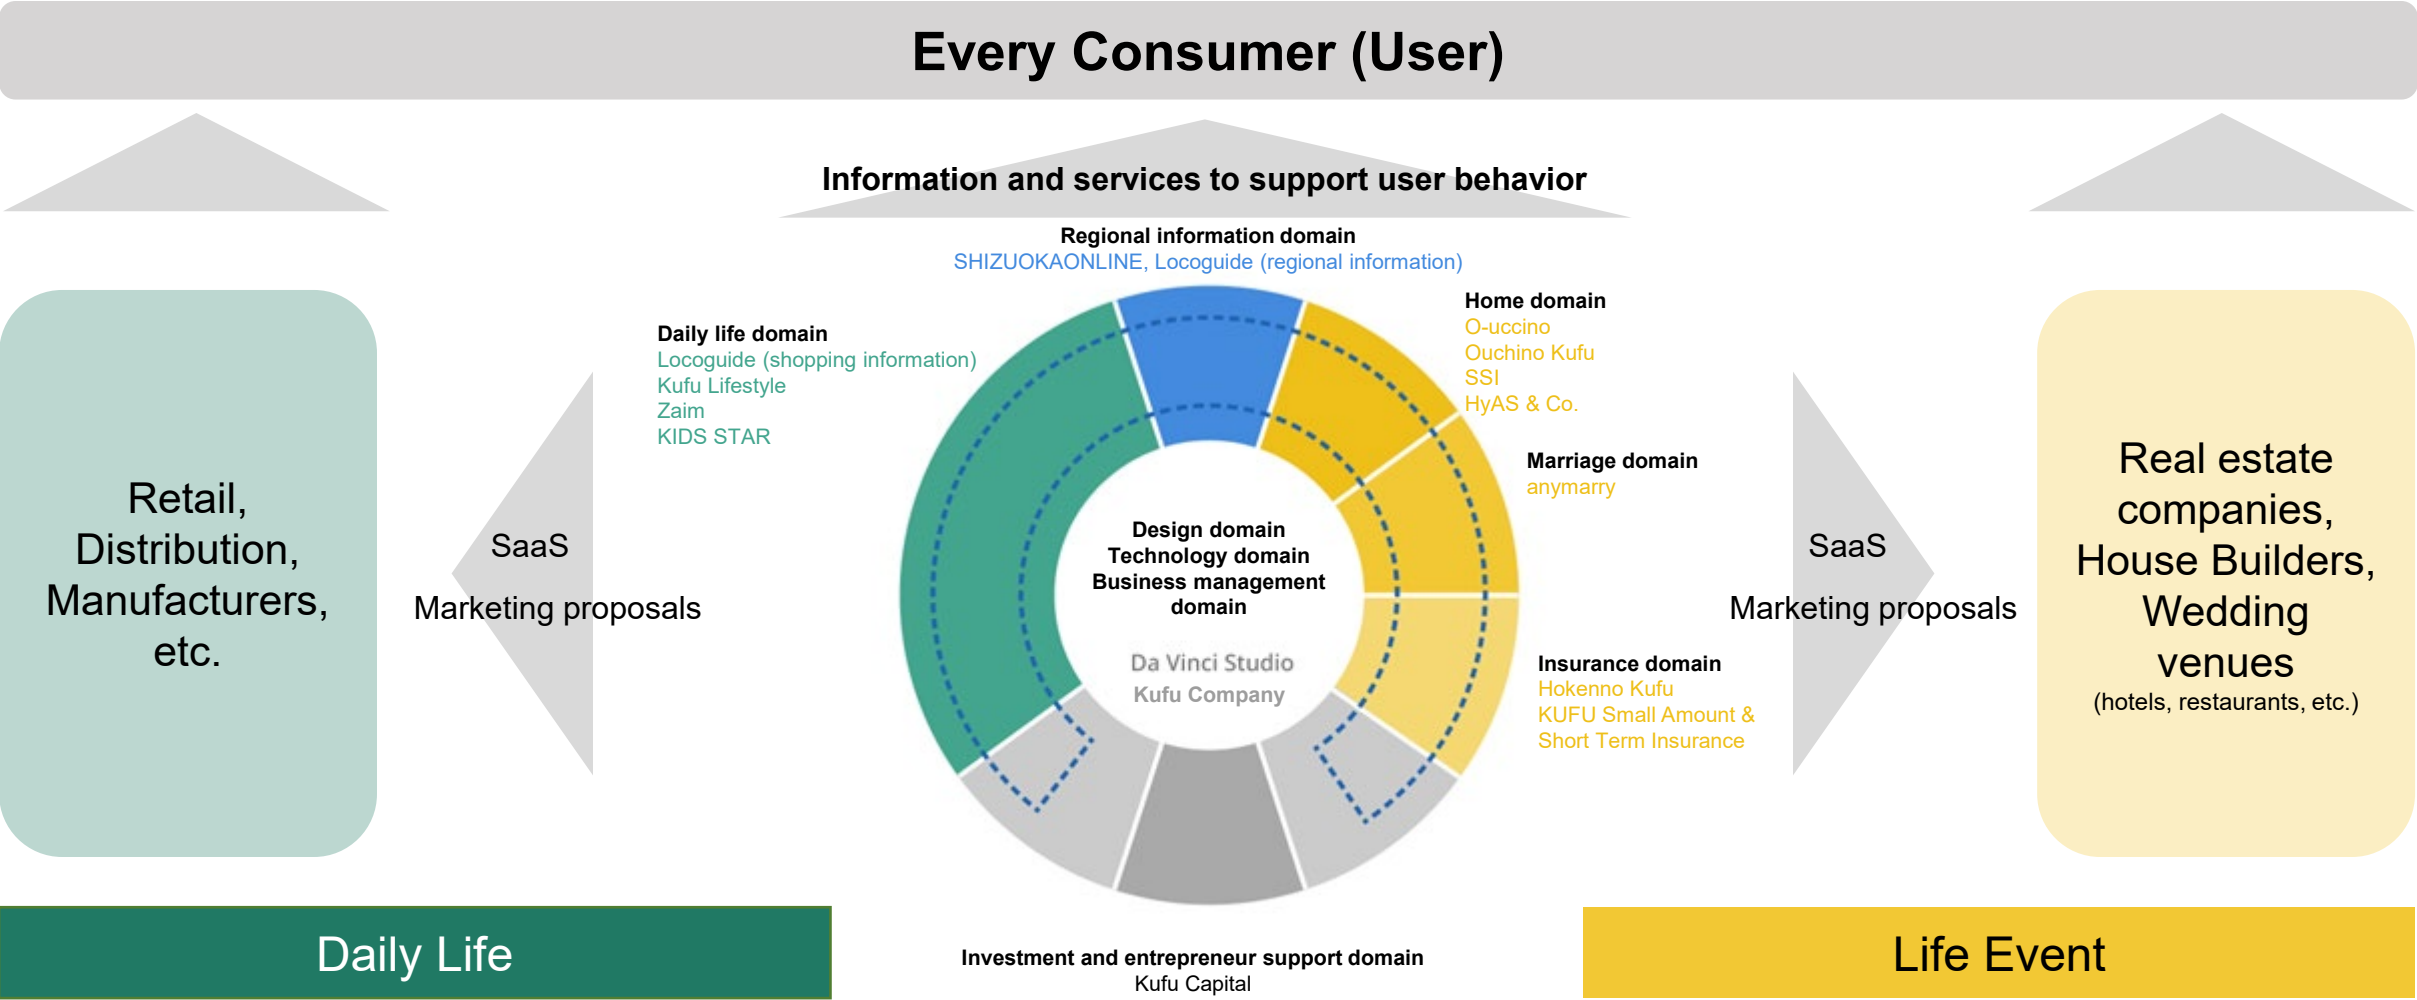 Every Consumer (User)
Information and services to support user behavior
Regional information domain
SHIZUOKAONLINE, Locoguide (regional information)
Daily life domain
Locoguide (shopping information)
Kufu Lifestyle
Zaim
KIDS STAR
Home domain
O-uccino
Ouchino Kufu
SSI
HyAS & Co.
Marriage domain
anymarry
Insurance domain
Hokenno Kufu
KUFU Small Amount &
Short Term Insurance
Design domain
Technology domain
Business management
domain
Da Vinci Studio
Kufu Company
Retail,
Distribution,
Manufacturers,
etc.
SaaS
Marketing proposals
SaaS
Marketing proposals
Real estate
companies,
House Builders,
Wedding
venues
(hotels, restaurants, etc.)
Daily Life
Investment and entrepreneur support domain
Kufu Capital
Life Event